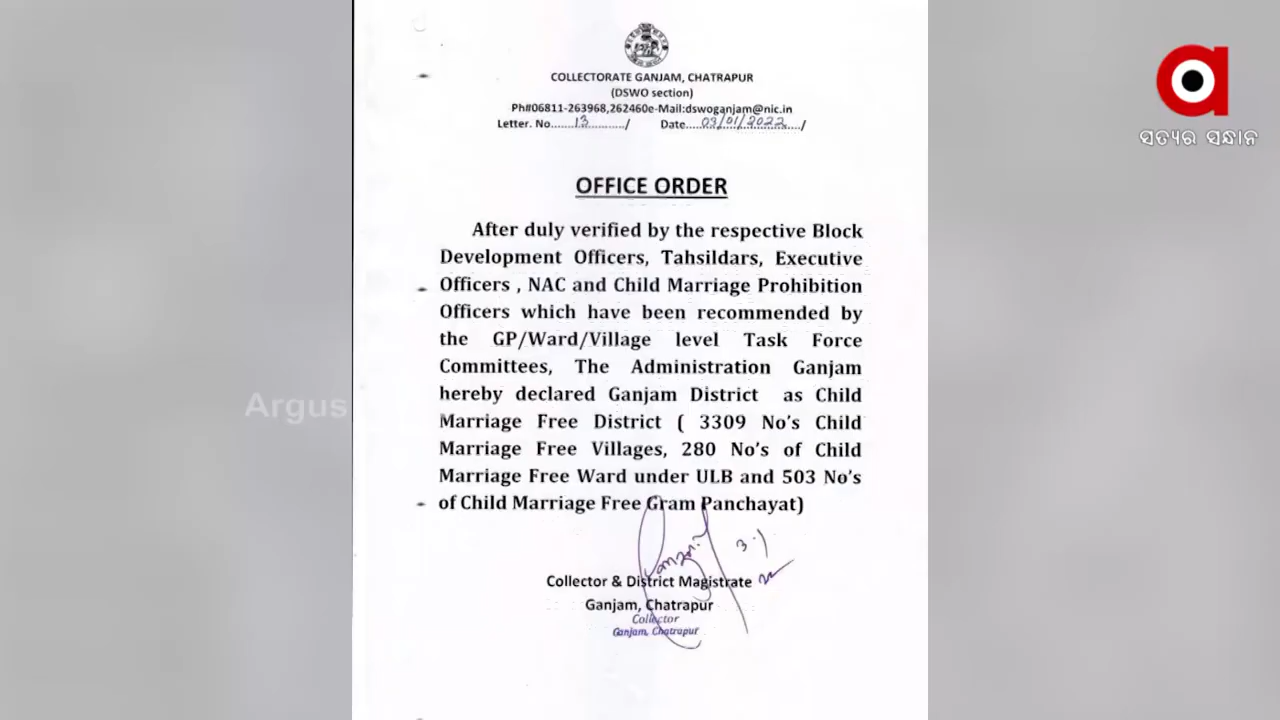 COLLECTORATE GANJAM, CHATRAPUR
(DSWO section)
Ph#06811-263968,262460e-Mail:dswoganjam@nic.in
Letter. No.......13............/ Date....03/01/2022..../
ସତ୍ୟର ସନ୍ଧାନ
OFFICE ORDER
After duly verified by the respective Block
Development Officers, Tahsildars, Executive
Officers , NAC and Child Marriage Prohibition
Officers which have been recommended by
the GP/Ward/Village level Task Force
Committees, The Administration Ganjam
hereby declared Ganjam District as Child
Marriage Free District ( 3309 No's Child
Marriage Free Villages, 280 No's of Child
Marriage Free Ward under ULB and 503 No's
of Child Marriage Free Gram Panchayat)
Argus
3.1
Collector & District Magistrate
Ganjam, Chatrapur
Collector
Ganjam, Chatrapur